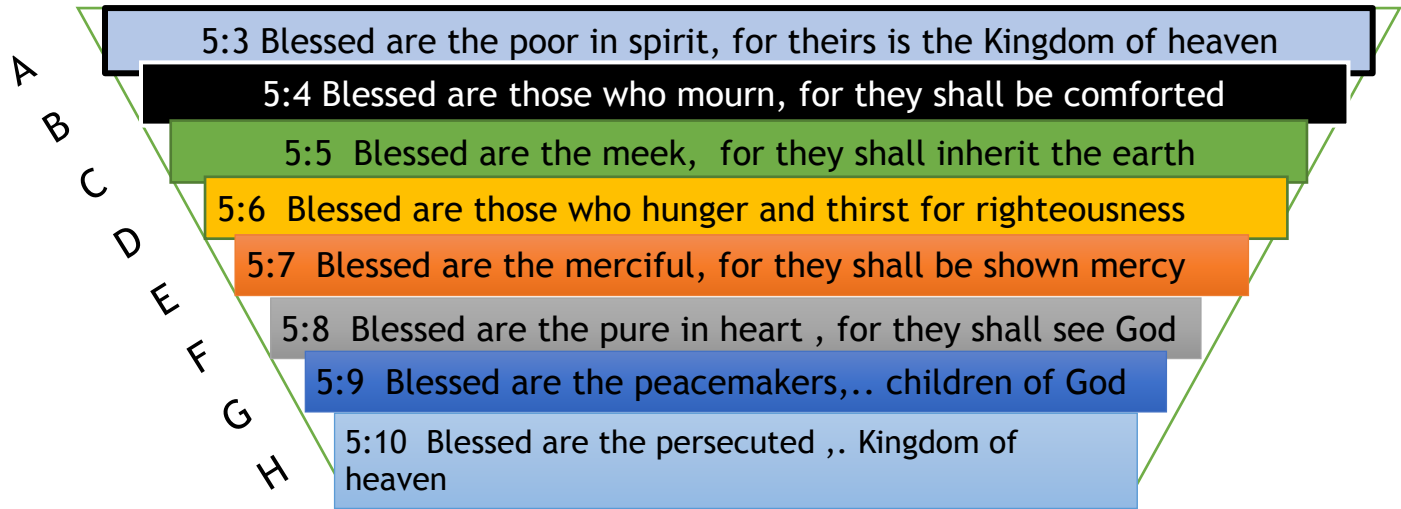 A
5:3 Blessed are the poor in spirit, for theirs is the Kingdom of heaven
B
5:4 Blessed are those who mourn, for they shall be comforted
C
5:5  Blessed are the meek,  for they shall inherit the earth
D
5:6  Blessed are those who hunger and thirst for righteousness
E
5:7  Blessed are the merciful, for they shall be shown mercy
F
5:8  Blessed are the pure in heart , for they shall see God
G
5:9  Blessed are the peacemakers,.. children of God
H
5:10  Blessed are the persecuted ,. Kingdom of
heaven